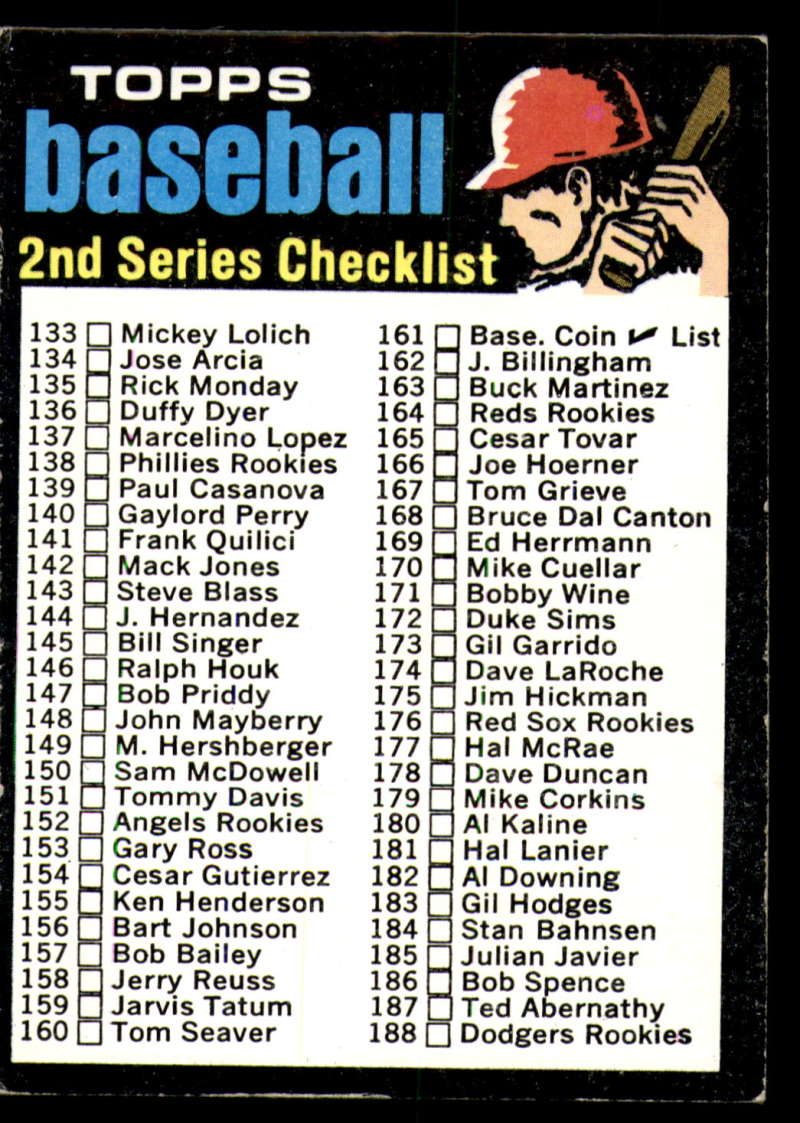 TOPPS
baseball
2nd Series Checklist
133 Mickey Lolich
134 Jose Arcia
135 Rick Monday
136 Duffy Dyer
137 Marcelino Lopez
138 Phillies Rookies
139 Paul Casanova
140 Gaylord Perry
141 Frank Quilici
142 Mack Jones
143 Steve Blass
144 J. Hernandez
145 Bill Singer
146 Ralph Houk
147 Bob Priddy
148 John Mayberry
149 M. Hershberger
150 Sam McDowell
151 Tommy Davis
152 Angels Rookies
153 Gary Ross
154 Cesar Gutierrez
155 Ken Henderson
156 Bart Johnson
157 Bob Bailey
158 Jerry Reuss
159 Jarvis Tatum
160 Tom Seaver
161 Base. Coin ✓ List
162 J. Billingham
163 Buck Martinez
164 Reds Rookies
165 Cesar Tovar
166 Joe Hoerner
167 Tom Grieve
168 Bruce Dal Canton
169 Ed Herrmann
170 Mike Cuellar
171 Bobby Wine
172 Duke Sims
173 Gil Garrido
174 Dave LaRoche
175 Jim Hickman
176 Red Sox Rookies
177 Hal McRae
178 Dave Duncan
179 Mike Corkins
180 Al Kaline
181 Hal Lanier
182 Al Downing
183 Gil Hodges
184 Stan Bahnsen
185 Julian Javier
186 Bob Spence
187 Ted Abernathy
188 Dodgers Rookies